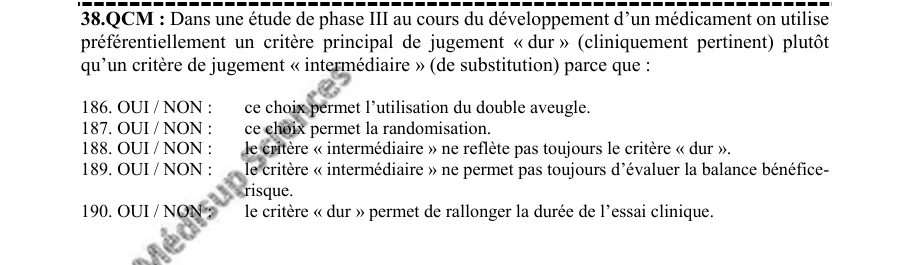 38.QCM : Dans une étude de phase III au cours du développement d'un médicament on utilise
préférentiellement un critère principal de jugement « dur » (cliniquement pertinent) plutôt
qu'un critère de jugement « intermédiaire » (de substitution) parce que :
186. OUI / NON : ce choix permet l'utilisation du double aveugle.
187. OUI / NON : ce choix permet la randomisation.
188. OUI / NON : le critère « intermédiaire » ne reflète pas toujours le critère « dur ».
189. OUI / NON : le critère « intermédiaire » ne permet pas toujours d'évaluer la balance bénéfice-
risque.
190. OUI / NON : le critère « dur » permet de rallonger la durée de l'essai clinique.
Médisup Sciences